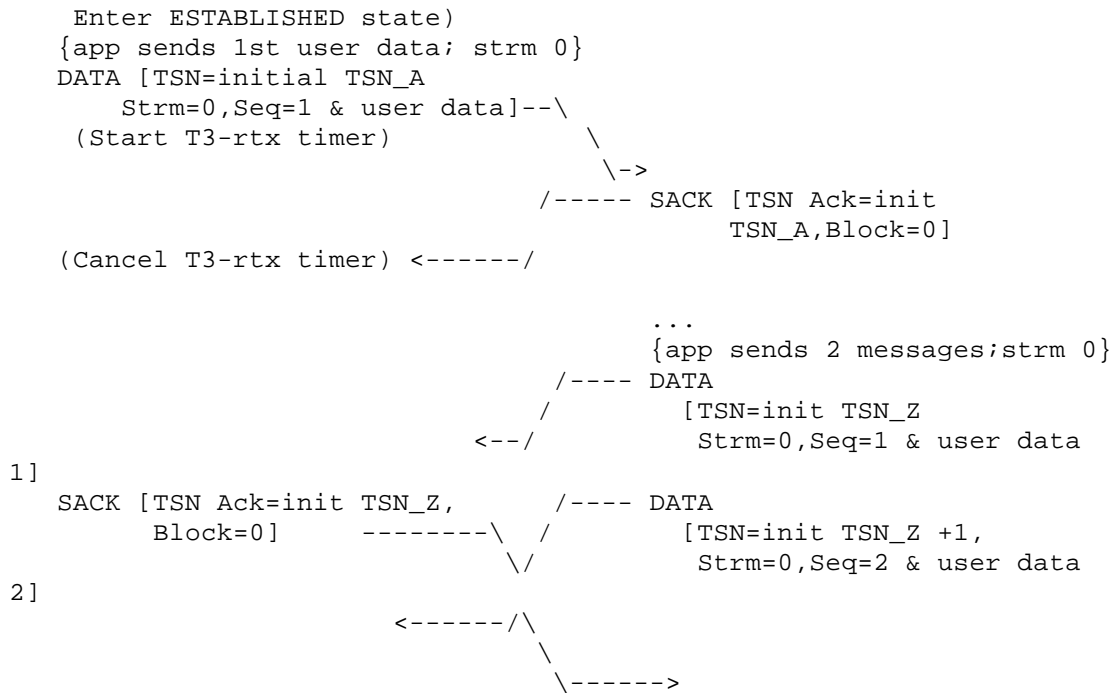 Enter ESTABLISHED state)
{app sends 1st user data; strm 0}
DATA [TSN=initial TSN_A
Strm=0,Seq=1 & user data]--\
(Start T3-rtx timer)          \
\->
/----- SACK [TSN Ack=init
TSN_A,Block=0]
(Cancel T3-rtx timer) <------/
...
{app sends 2 messages;strm 0}
/---- DATA
/        [TSN=init TSN_Z
<--/          Strm=0,Seq=1 & user data
1]
SACK [TSN Ack=init TSN_Z,      /---- DATA
Block=0]     --------\  /        [TSN=init TSN_Z +1,
\/          Strm=0,Seq=2 & user data
2]
<------/\
\
\------>